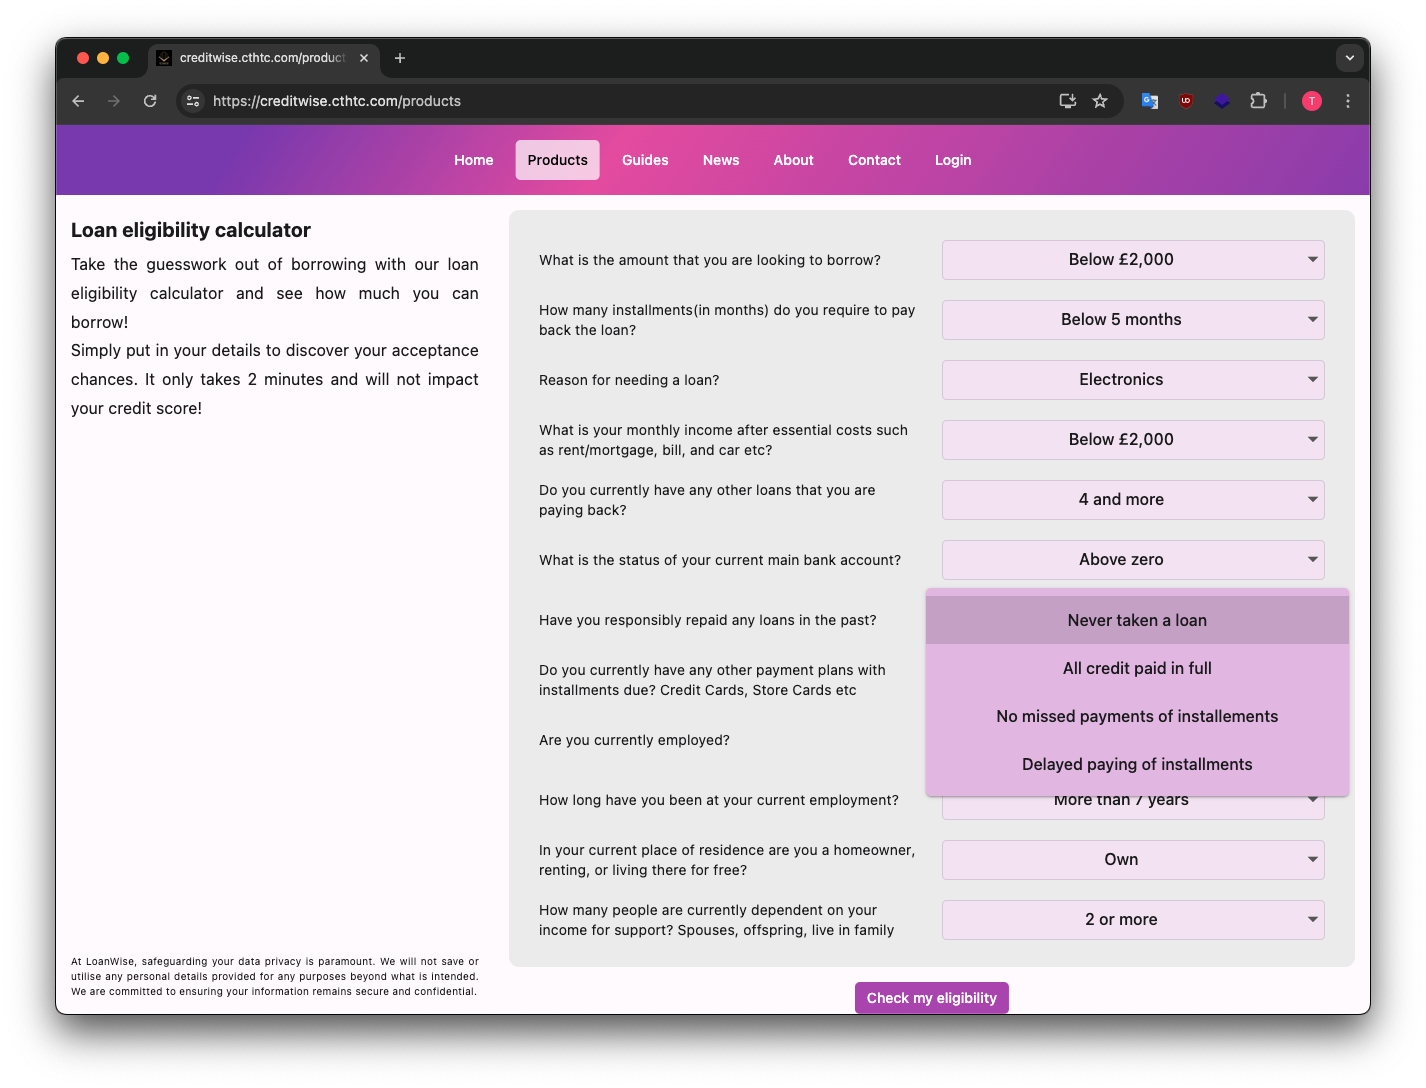 creditwise.cthtc.com/product
https://creditwise.cthtc.com/products
T
Home
Products
Guides
News
About
Contact
Login
Loan eligibility calculator
Take the guesswork out of borrowing with our loan
eligibility calculator and see how much you can
borrow!
Simply put in your details to discover your acceptance
chances. It only takes 2 minutes and will not impact
your credit score!
What is the amount that you are looking to borrow?
Below £2,000
How many installments(in months) do you require to pay
back the loan?
Below 5 months
Reason for needing a loan?
Electronics
What is your monthly income after essential costs such
as rent/mortgage, bill, and car etc?
Below £2,000
Do you currently have any other loans that you are
paying back?
4 and more
What is the status of your current main bank account?
Above zero
Have you responsibly repaid any loans in the past?
Never taken a loan
All credit paid in full
No missed payments of installements
Delayed paying of installments
Do you currently have any other payment plans with
installments due? Credit Cards, Store Cards etc
Are you currently employed?
How long have you been at your current employment?
More than 7 years
In your current place of residence are you a homeowner,
renting, or living there for free?
Own
How many people are currently dependent on your
income for support? Spouses, offspring, live in family
2 or more
At LoanWise, safeguarding your data privacy is paramount. We will not save or
utilise any personal details provided for any purposes beyond what is intended.
We are committed to ensuring your information remains secure and confidential.
Check my eligibility